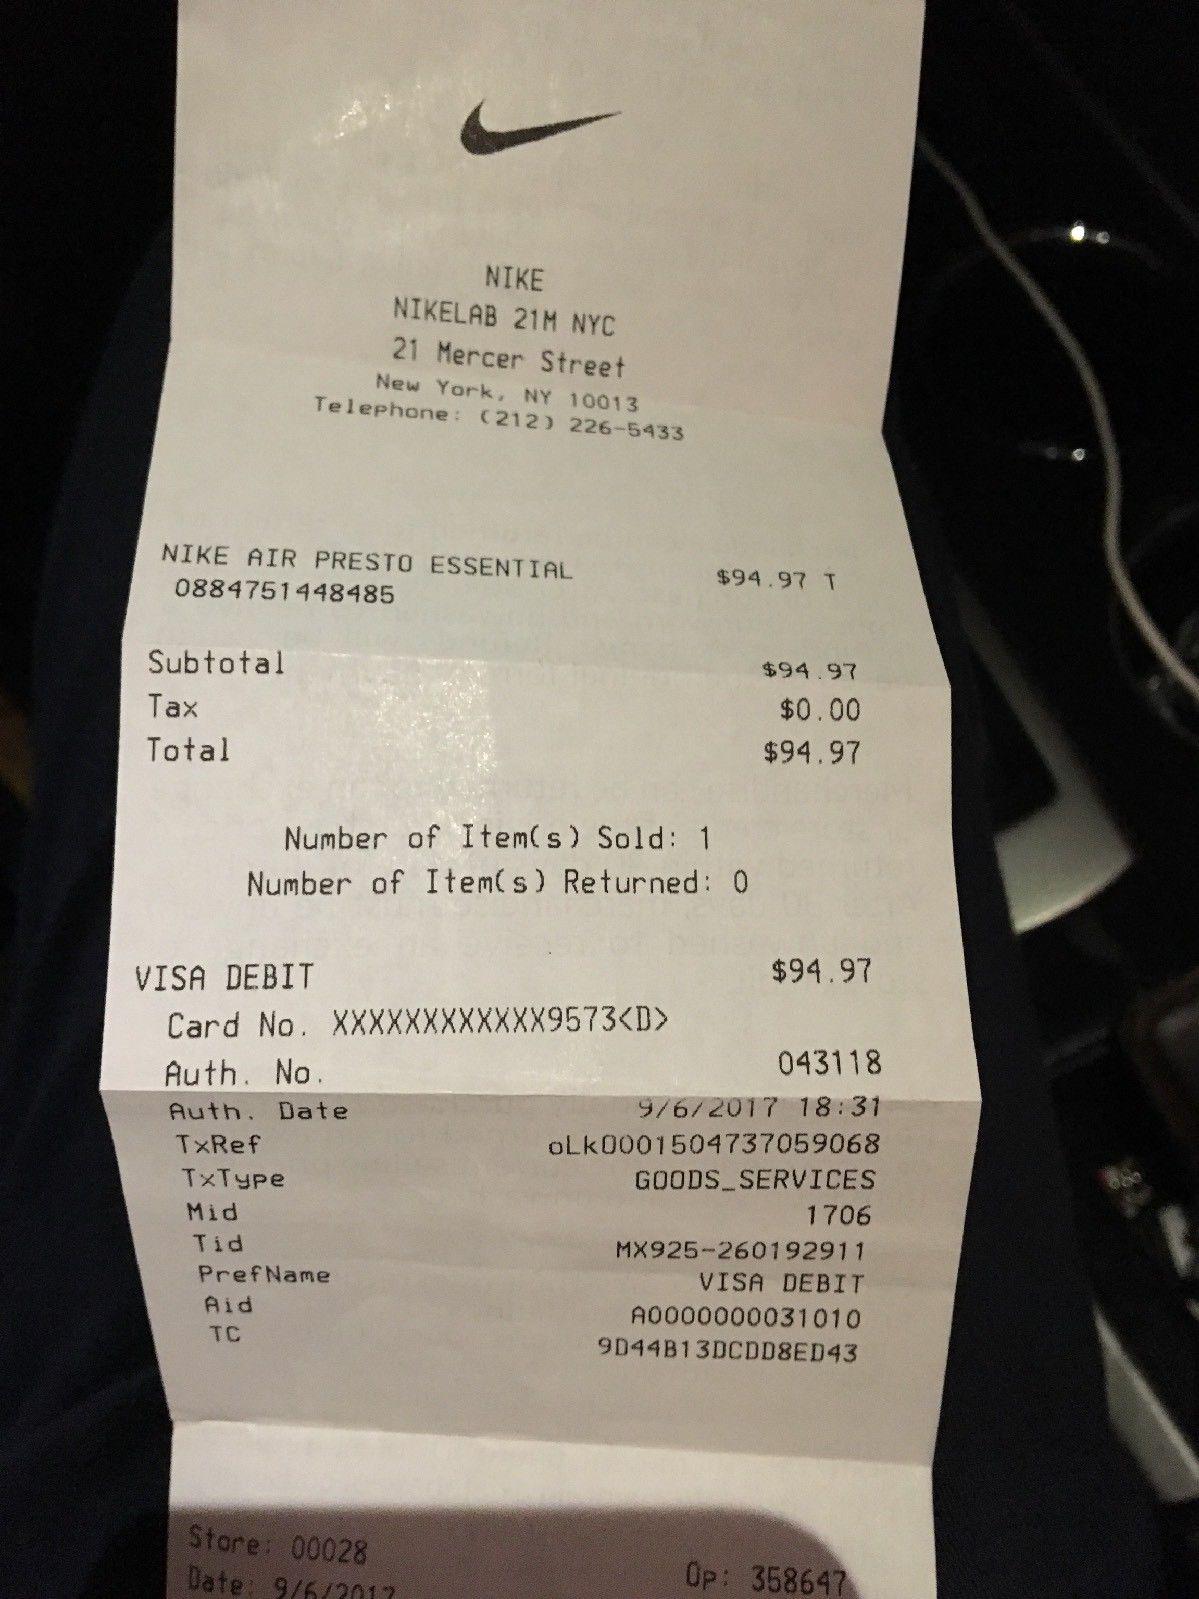 NIKE
NIKELAB 21M NYC
21 Mercer Street
New York, NY 10013
Telephone: (212) 226-5433
NIKE AIR PRESTO ESSENTIAL $94.97 T
0884751448485
Subtotal $94.97
Tax $0.00
Total $94.97
Number of Item(s) Sold: 1
Number of Item(s) Returned: 0
VISA DEBIT $94.97
Card No. XXXXXXXXXXXX9573<D>
Auth. No. 043118
Auth. Date 9/6/2017 18:31
TxRef oLk0001504737059068
TxType GOODS_SERVICES
Mid 1706
Tid MX925-260192911
PrefName VISA DEBIT
Aid A0000000031010
TC 9D44B13DCDD8ED43
Store: 00028
Date: 9/6/2017 Op: 358647